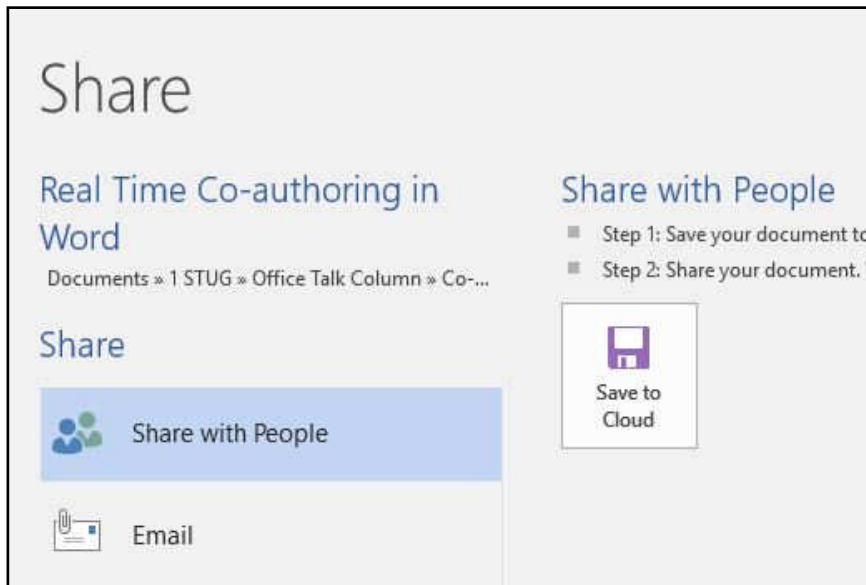 Share
Real Time Co-authoring in
Word
Documents » 1 STUG » Office Talk Column » Co-...
Share
Share with People
Email
Share with People
Step 1: Save your document to
Step 2: Share your document.
Save to
Cloud